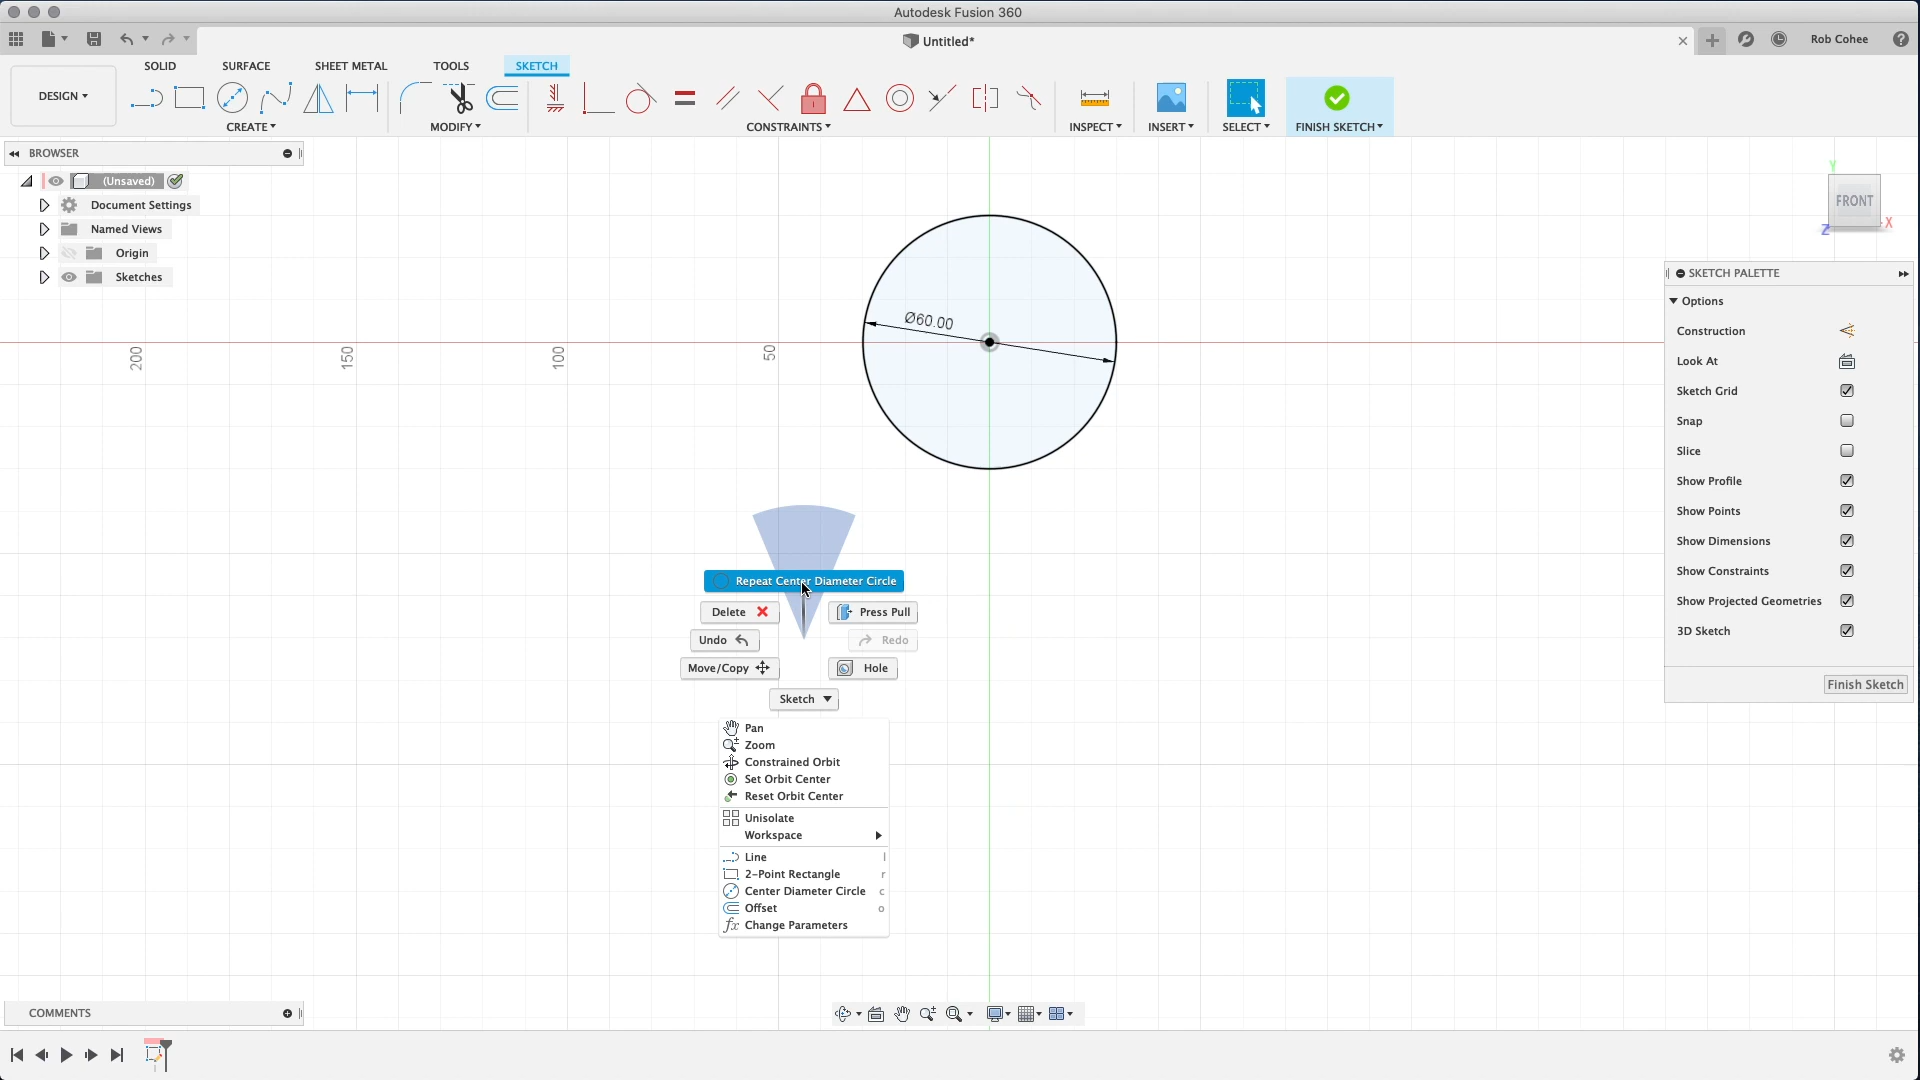 Autodesk Fusion 360
Untitled*
Rob Cohee
DESIGN
SOLID
SURFACE
SHEET METAL
TOOLS
SKETCH
CREATE
MODIFY
CONSTRAINTS
INSPECT
INSERT
SELECT
FINISH SKETCH
BROWSER
(Unsaved)
Document Settings
Named Views
Origin
Sketches
200
150
100
50
Ø60.00
Y
FRONT
X
Z
SKETCH PALETTE
Options
Construction
Look At
Sketch Grid
Snap
Slice
Show Profile
Show Points
Show Dimensions
Show Constraints
Show Projected Geometries
3D Sketch
Finish Sketch
Repeat Center Diameter Circle
Delete
Press Pull
Undo
Redo
Move/Copy
Hole
Sketch
Pan
Zoom
Constrained Orbit
Set Orbit Center
Reset Orbit Center
Unisolate
Workspace
Line l
2-Point Rectangle r
Center Diameter Circle c
Offset o
fx Change Parameters
COMMENTS